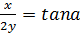 x/2y = tana